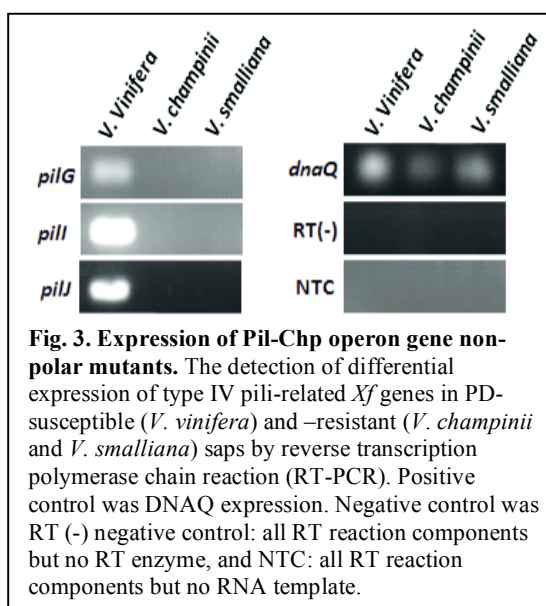 V. Vinifera
V. champinii
V. smalliana
pilG
pilI
pilJ
V. Vinifera
V. champinii
V. smalliana
dnaQ
RT(-)
NTC
Fig. 3. Expression of Pil-Chp operon gene non-
polar mutants. The detection of differential
expression of type IV pili-related Xf genes in PD-
susceptible (V. vinifera) and –resistant (V. champinii
and V. smalliana) saps by reverse transcription
polymerase chain reaction (RT-PCR). Positive
control was DNAQ expression. Negative control was
RT (-) negative control: all RT reaction components
but no RT enzyme, and NTC: all RT reaction
components but no RNA template.